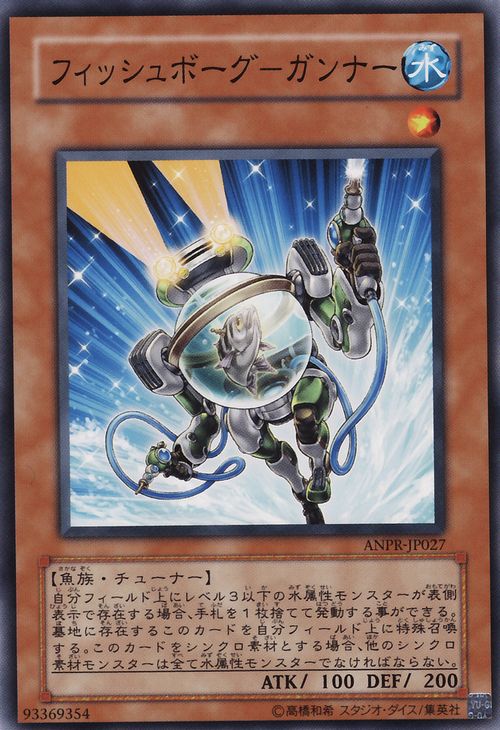 フィッシュボーグ－ガンナー
みず
水
ANPR-JP027
さかな ぞく
【魚族・チューナー】
自分フィールド上にレベル3以下の水属性モンスターが表側
表示で存在する場合、手札を1枚捨てて発動する事ができる。
墓地に存在するこのカードを自分フィールド上に特殊召喚
する。このカードをシンクロ素材とする場合、他のシンクロ
素材モンスターは全て水属性モンスターでなければならない。
ATK/ 100 DEF/ 200
93369354
©高橋和希 スタジオ・ダイス/集英社